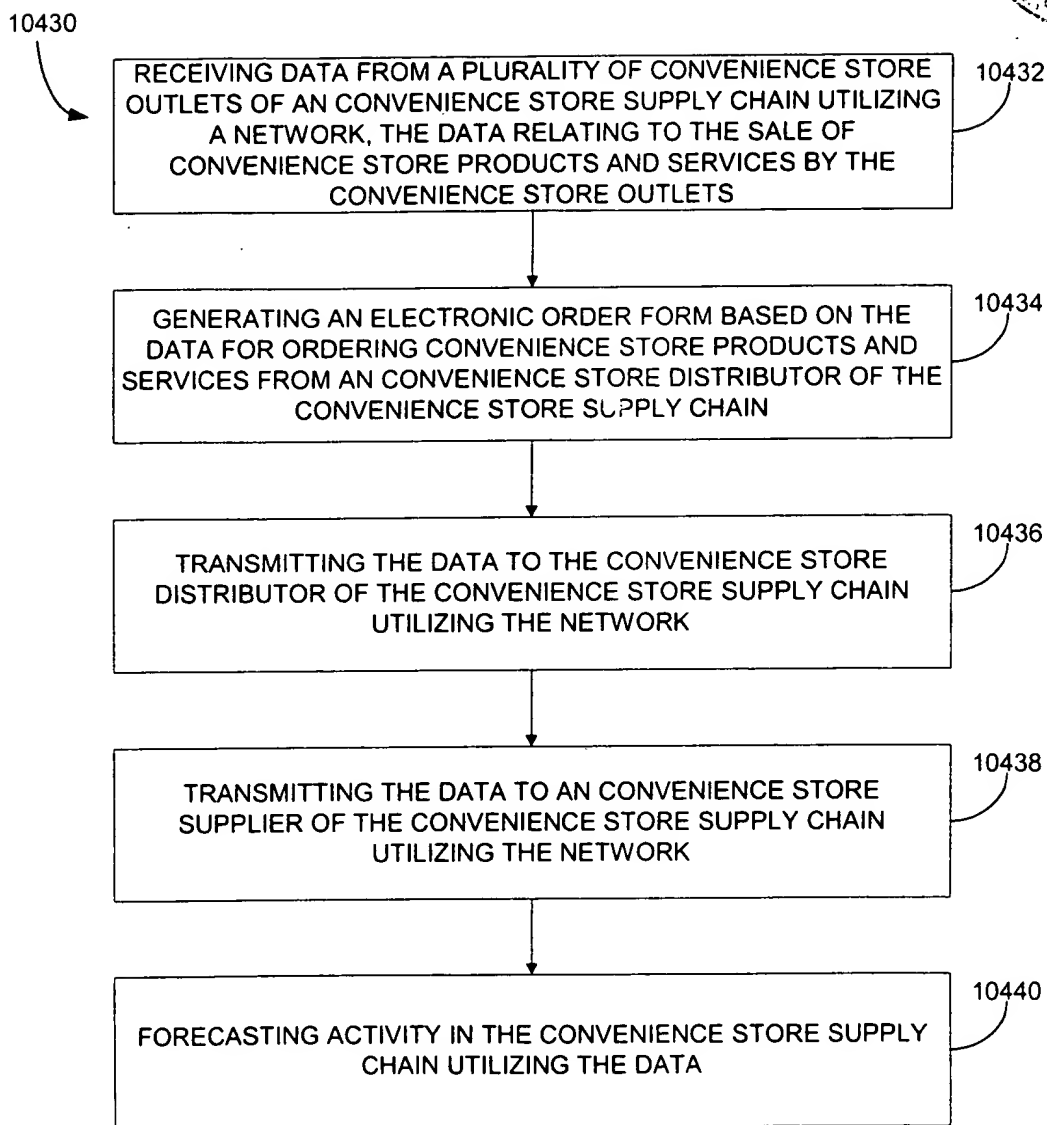 10430
RECEIVING DATA FROM A PLURALITY OF CONVENIENCE STORE
OUTLETS OF AN CONVENIENCE STORE SUPPLY CHAIN UTILIZING
A NETWORK, THE DATA RELATING TO THE SALE OF
CONVENIENCE STORE PRODUCTS AND SERVICES BY THE
CONVENIENCE STORE OUTLETS
10432
GENERATING AN ELECTRONIC ORDER FORM BASED ON THE
DATA FOR ORDERING CONVENIENCE STORE PRODUCTS AND
SERVICES FROM AN CONVENIENCE STORE DISTRIBUTOR OF THE
CONVENIENCE STORE SUPPLY CHAIN
10434
TRANSMITTING THE DATA TO THE CONVENIENCE STORE
DISTRIBUTOR OF THE CONVENIENCE STORE SUPPLY CHAIN
UTILIZING THE NETWORK
10436
TRANSMITTING THE DATA TO AN CONVENIENCE STORE
SUPPLIER OF THE CONVENIENCE STORE SUPPLY CHAIN
UTILIZING THE NETWORK
10438
FORECASTING ACTIVITY IN THE CONVENIENCE STORE SUPPLY
CHAIN UTILIZING THE DATA
10440